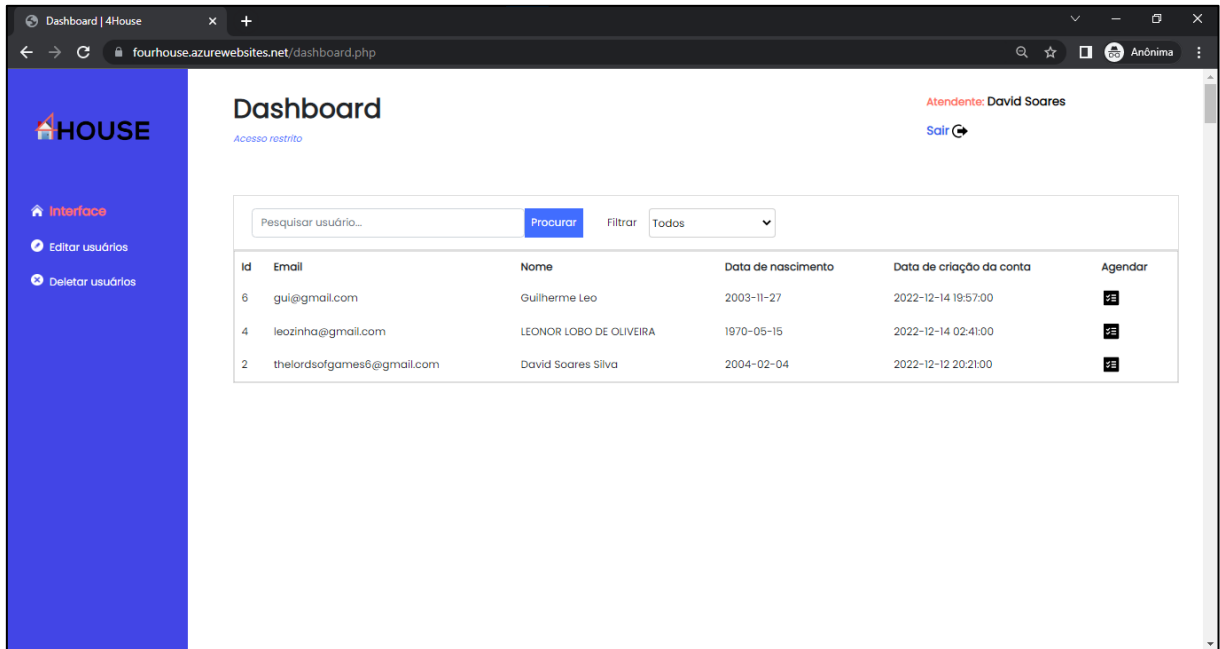 Dashboard | 4House
fourhouse.azurewebsites.net/dashboard.php
Anônima
4HOUSE
Dashboard
Acesso restrito
Atendente: David Soares
Sair
Interface
Editar usuários
Deletar usuários
Pesquisar usuário... Procurar Filtrar Todos
Id Email Nome Data de nascimento Data de criação da conta Agendar
6 gui@gmail.com Guilherme Leo 2003-11-27 2022-12-14 19:57:00
4 leozinha@gmail.com LEONOR LOBO DE OLIVEIRA 1970-05-15 2022-12-14 02:41:00
2 thelordsofgames6@gmail.com David Soares Silva 2004-02-04 2022-12-12 20:21:00